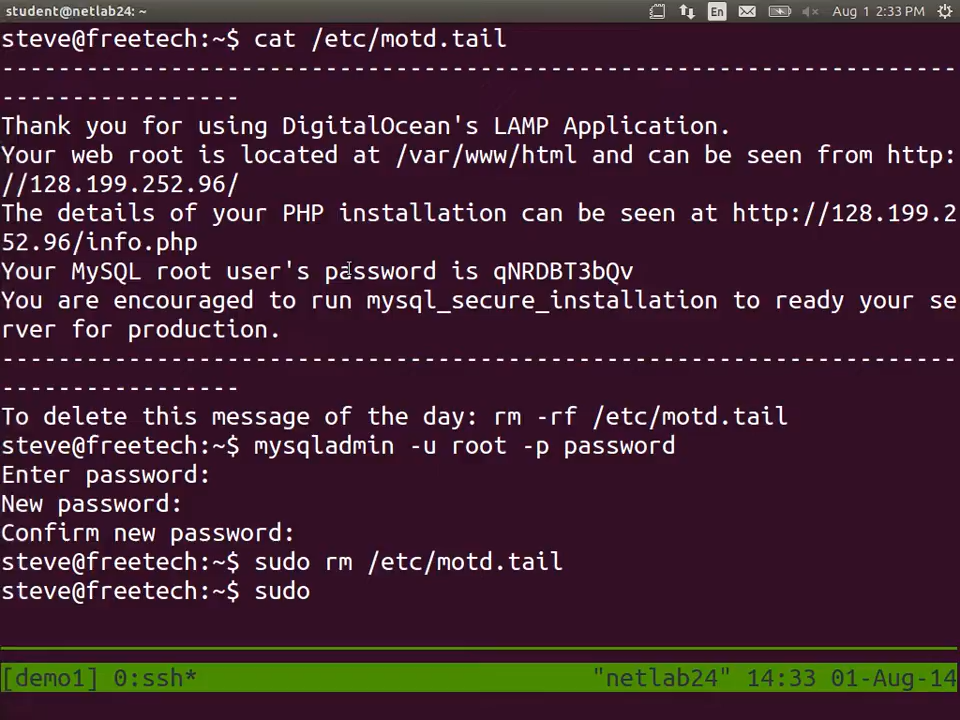 student@netlab24: ~
En
Aug 1 2:33 PM
steve@freetech:~$ cat /etc/motd.tail
--------------------------------------------------------------------
-----------------
Thank you for using DigitalOcean's LAMP Application.
Your web root is located at /var/www/html and can be seen from http:
//128.199.252.96/
The details of your PHP installation can be seen at http://128.199.2
52.96/info.php
Your MySQL root user's password is qNRDBT3bQv
You are encouraged to run mysql_secure_installation to ready your se
rver for production.
--------------------------------------------------------------------
-----------------
To delete this message of the day: rm -rf /etc/motd.tail
steve@freetech:~$ mysqladmin -u root -p password
Enter password:
New password:
Confirm new password:
steve@freetech:~$ sudo rm /etc/motd.tail
steve@freetech:~$ sudo
[demo1] 0:ssh* "netlab24" 14:33 01-Aug-14